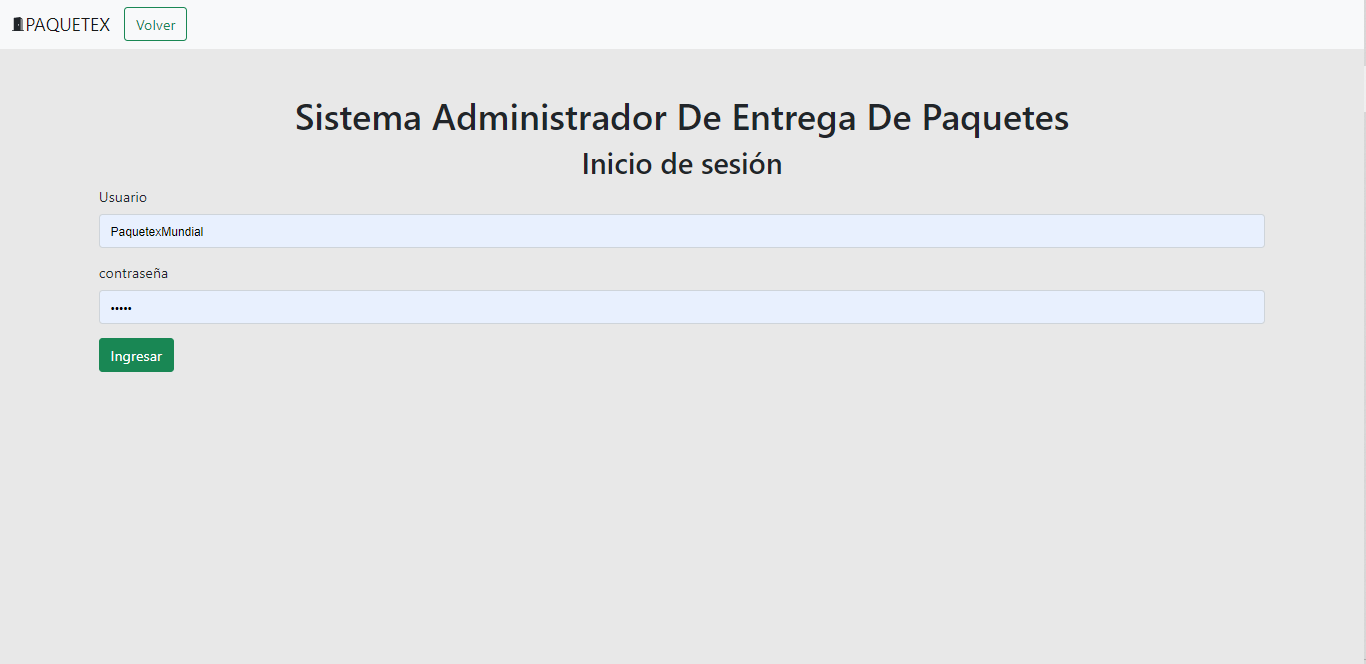 PAQUETEX Volver
Sistema Administrador De Entrega De Paquetes
Inicio de sesión
Usuario
PaquetexMundial
contraseña
•••••
Ingresar